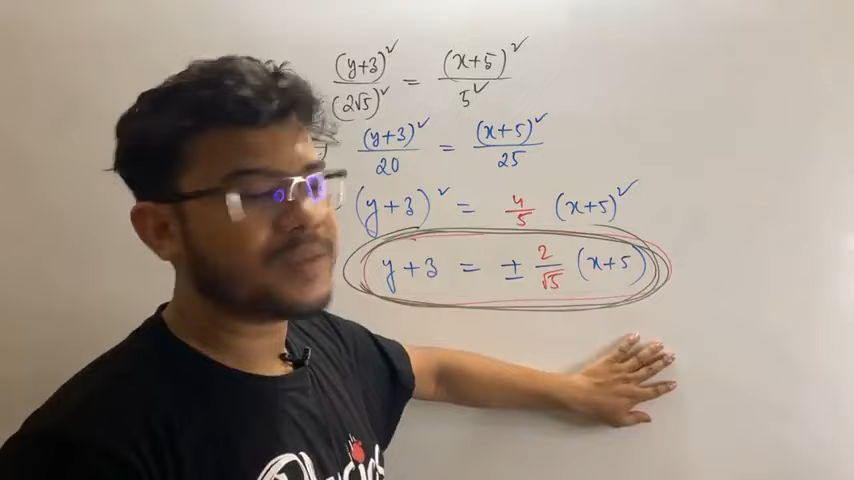 (y+3)² / (2√5)² = (x+5)² / 5²
(y+3)² / 20 = (x+5)² / 25
(y+3)² = 4/5 (x+5)²
y+3 = ± 2/√5 (x+5)